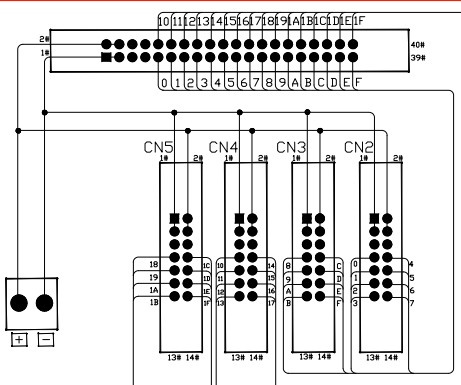 10 11 12 13 14 15 16 17 18 19 1A 1B 1C 1D 1E 1F
2#
40#
1#
39#
0 1 2 3 4 5 6 7 8 9 A B C D E F
CN5 CN4 CN3 CN2
1# 2# 1# 2# 1# 2# 1# 2#
18 1C 10 14 8 C 0 4
19 1D 11 15 9 D 1 5
1A 1E 12 16 A E 2 6
1B 1F 13 17 B F 3 7
+ −
13# 14# 13# 14# 13# 14# 13# 14#